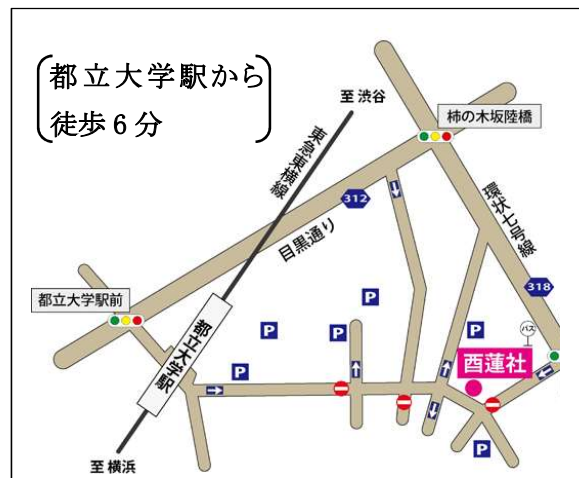 都立大学駅から
徒歩6分
至 渋谷
柿の木坂陸橋
東急東横線
環状七号線
312
目黒通り
318
都立大学駅前
P
バス
都立大学駅
P
P
P
P
酉蓮社
至 横浜
P